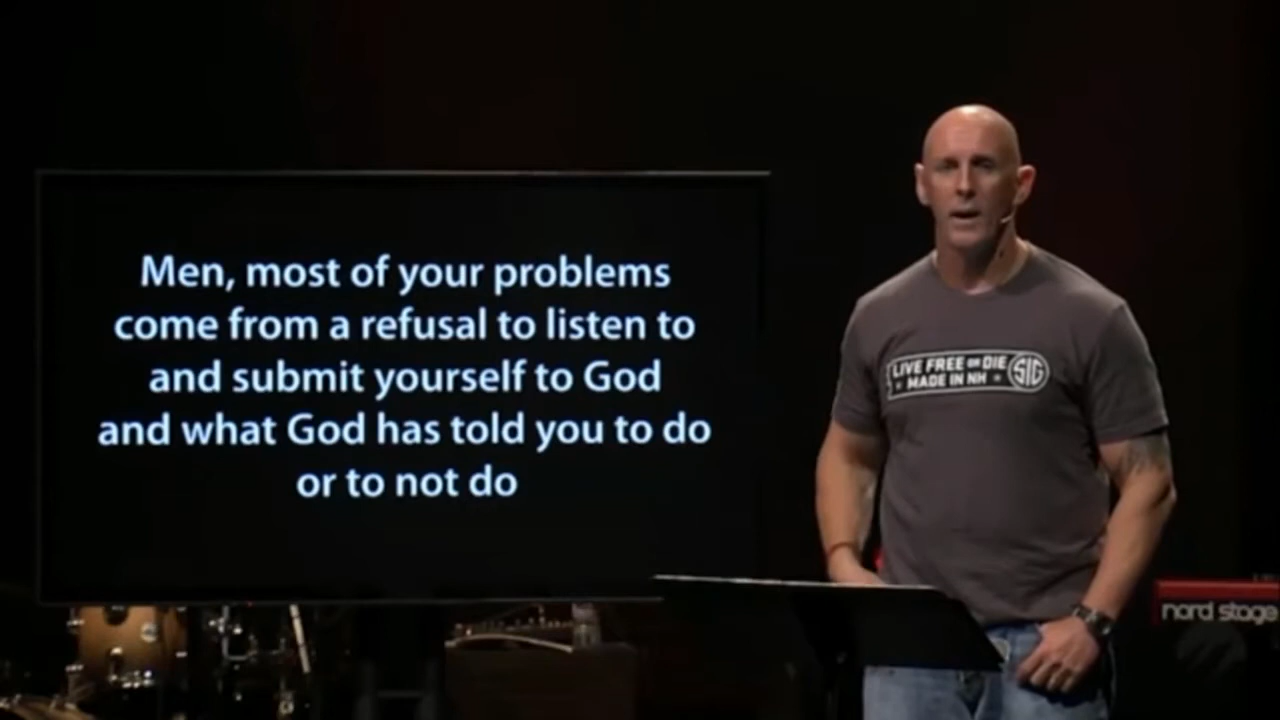 Men, most of your problems
come from a refusal to listen to
and submit yourself to God
and what God has told you to do
or to not do
LIVE FREE OR DIE
MADE IN NH
SIG
nord stage